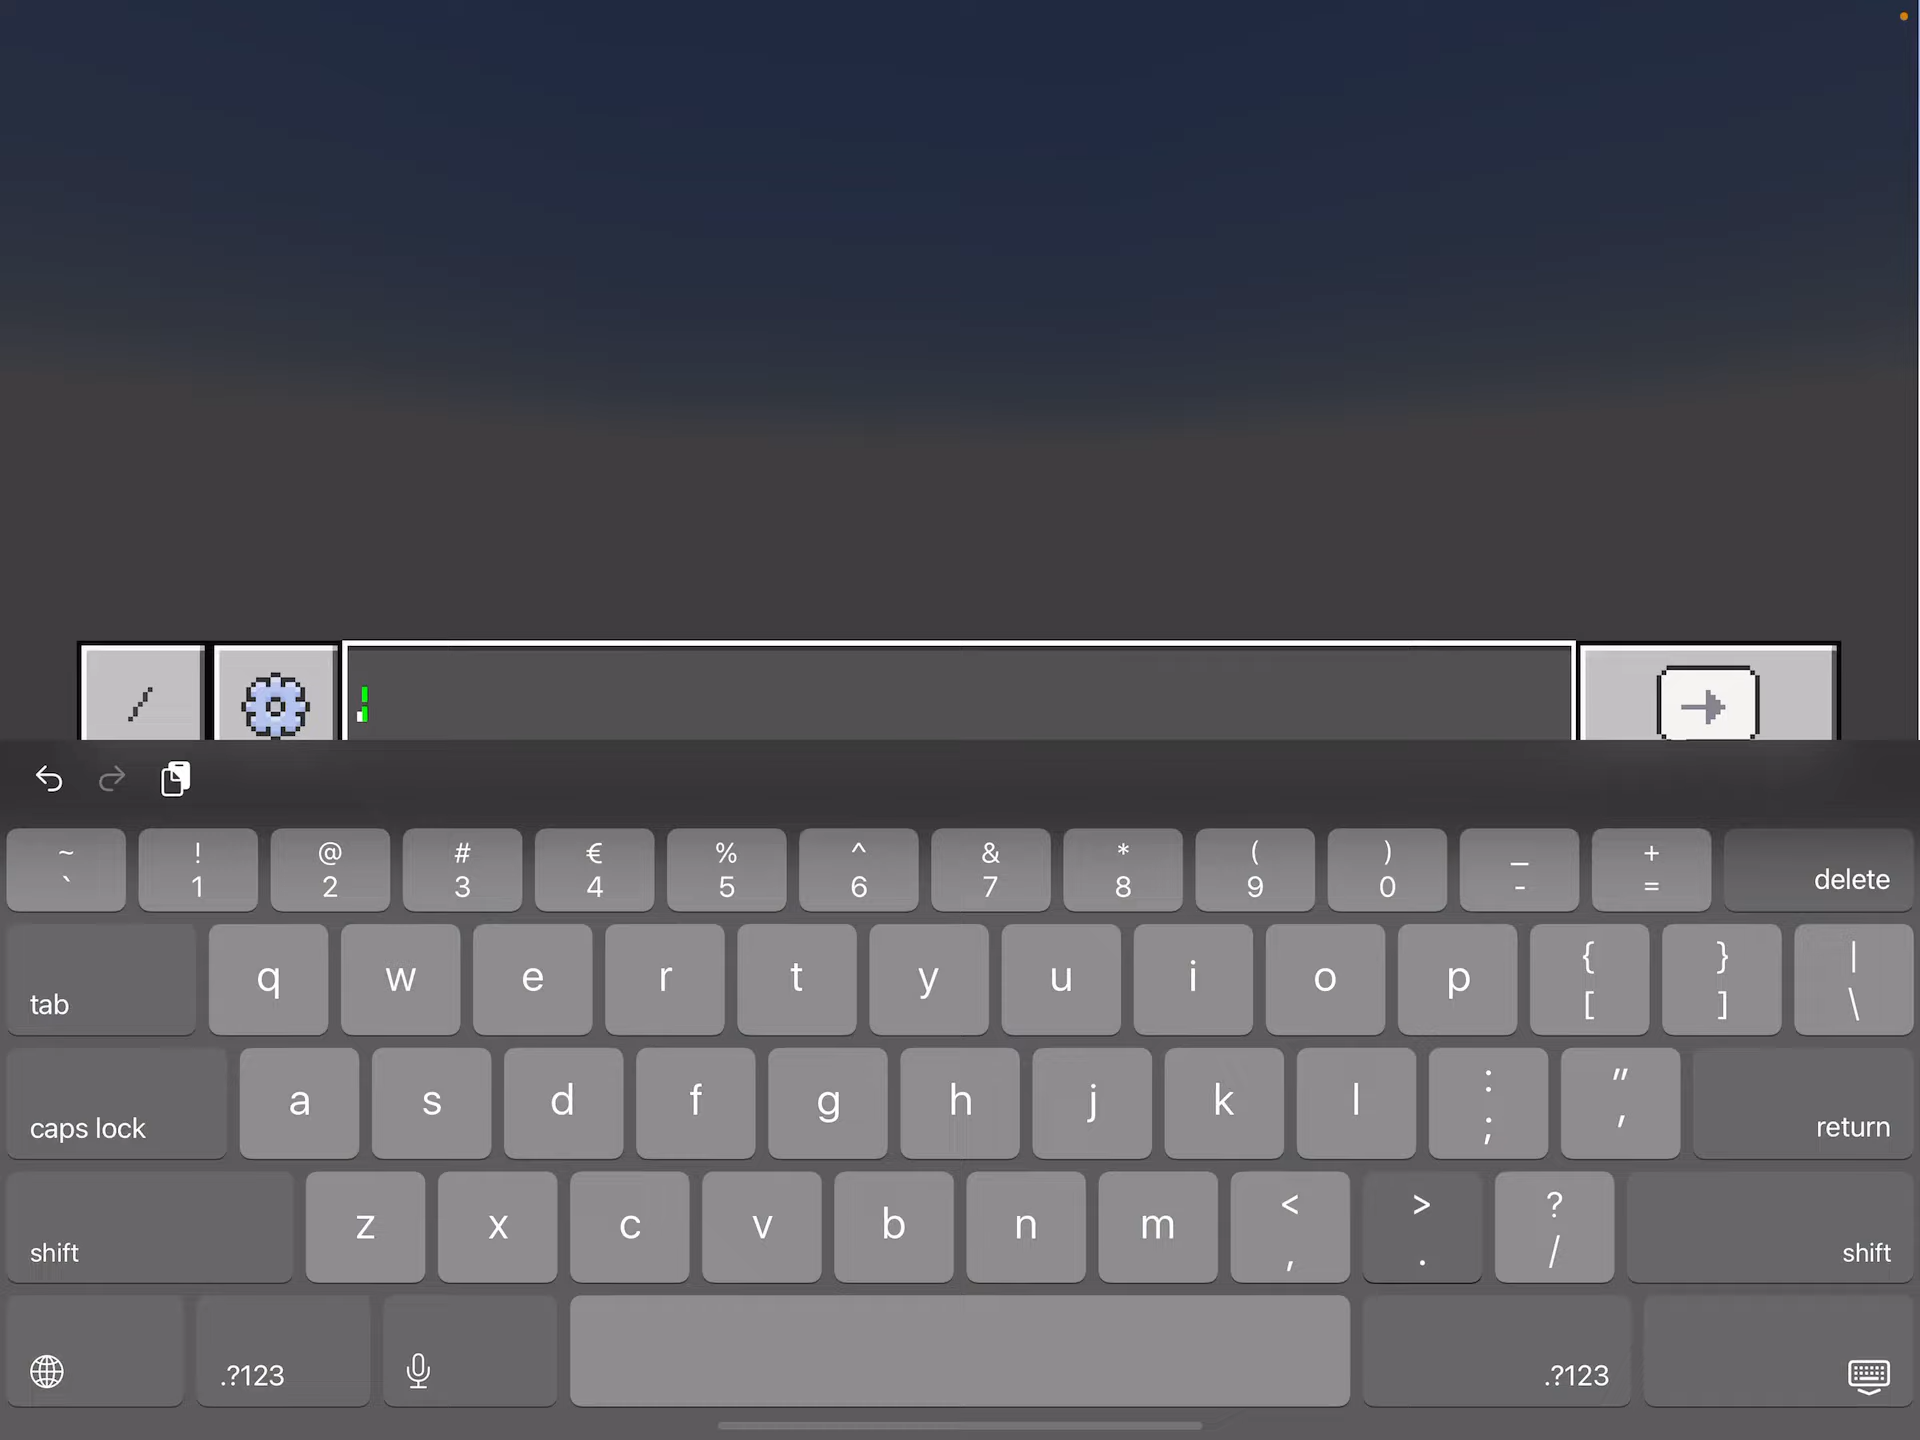 /
.
~ ! @ # € % ^ & * ( ) _ +
` 1 2 3 4 5 6 7 8 9 0 - = delete
tab q w e r t y u i o p { [ } ] | \
caps lock a s d f g h j k l : ; " ' return
shift z x c v b n m < , > . ? / shift
.?123 .?123